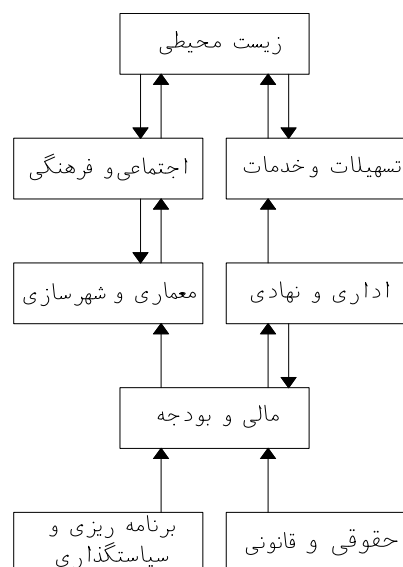 زیست محیطی
تسهیلات و خدمات
اجتماعی و فرهنگی
اداری و نهادی
معماری و شهرسازی
مالی و بودجه
حقوقی و قانونی
برنامه ریزی و
سیاستگذاری